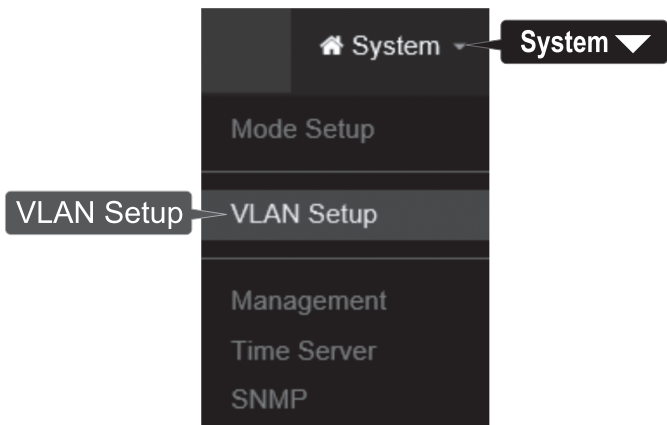 System
System
Mode Setup
VLAN Setup
VLAN Setup
Management
Time Server
SNMP